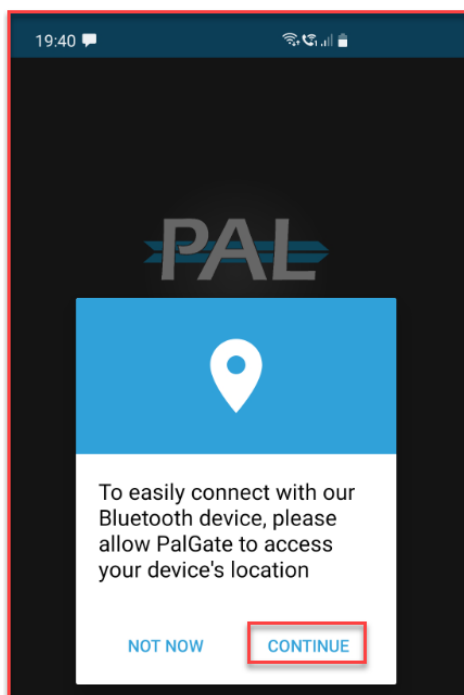 19:40
PAL
To easily connect with our
Bluetooth device, please
allow PalGate to access
your device's location
NOT NOW CONTINUE